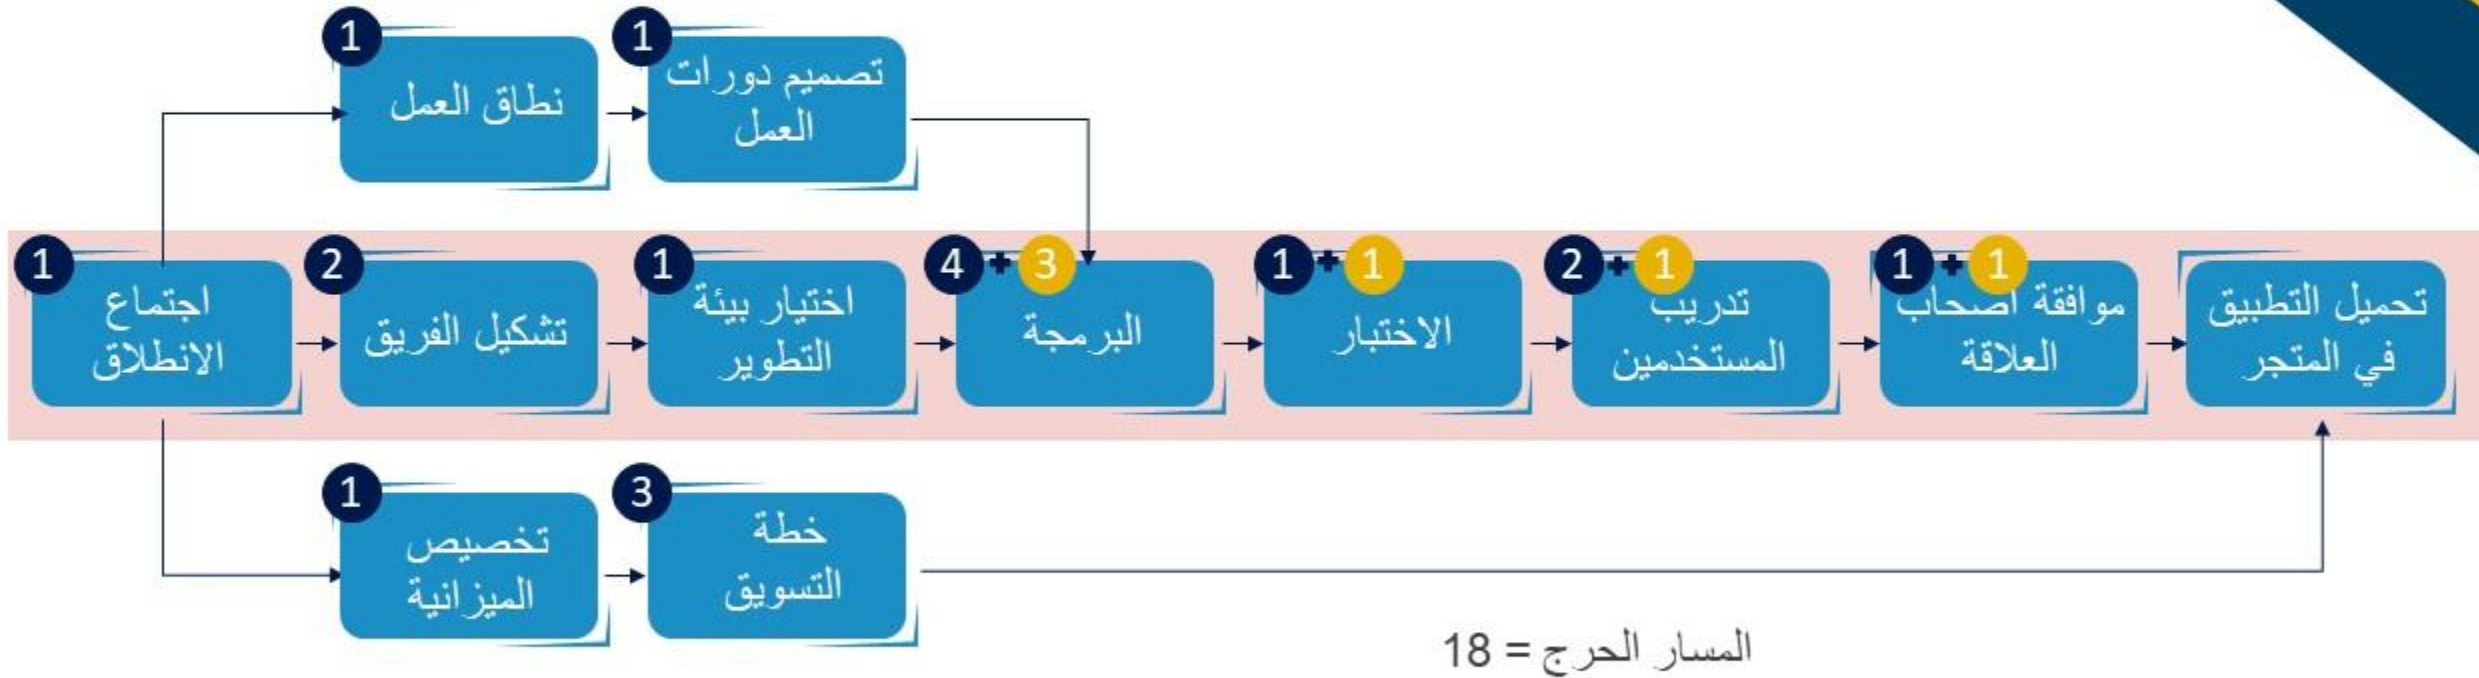 1
نطاق العمل
1
تصميم دورات
العمل
1
اجتماع
الانطلاق
2
تشكيل الفريق
1
اختيار بيئة
التطوير
4 + 3
البرمجة
1 + 1
الاختبار
2 + 1
تدريب
المستخدمين
1 + 1
موافقة اصحاب
العلاقة
تحميل التطبيق
في المتجر
1
تخصيص
الميزانية
3
خطة
التسويق
المسار الحرج = 18